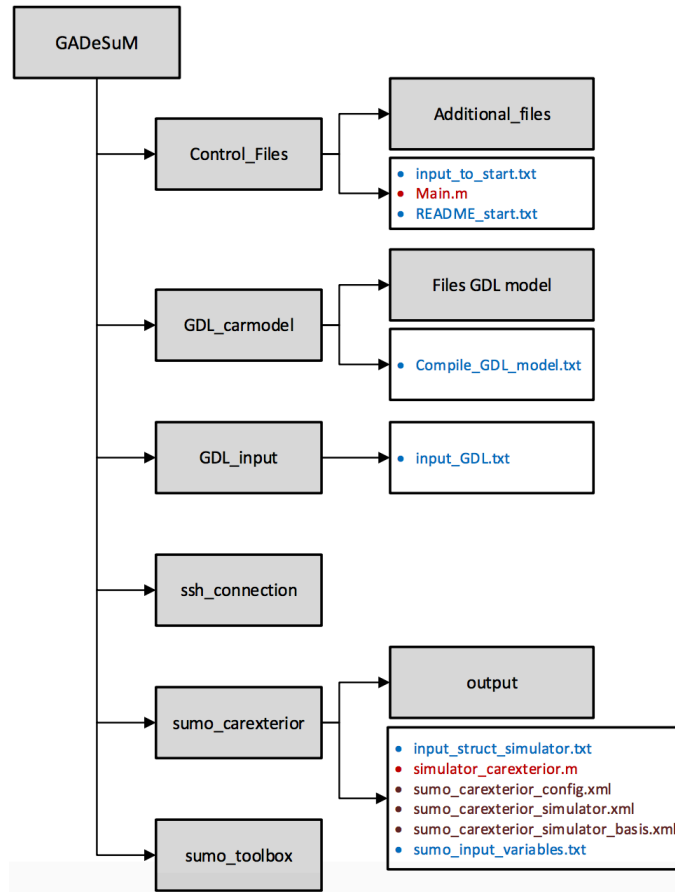 GADeSuM
Control_Files
Additional_files
input_to_start.txt
Main.m
README_start.txt
GDL_carmodel
Files GDL model
Compile_GDL_model.txt
GDL_input
input_GDL.txt
ssh_connection
sumo_carexterior
output
input_struct_simulator.txt
simulator_carexterior.m
sumo_carexterior_config.xml
sumo_carexterior_simulator.xml
sumo_carexterior_simulator_basis.xml
sumo_input_variables.txt
sumo_toolbox